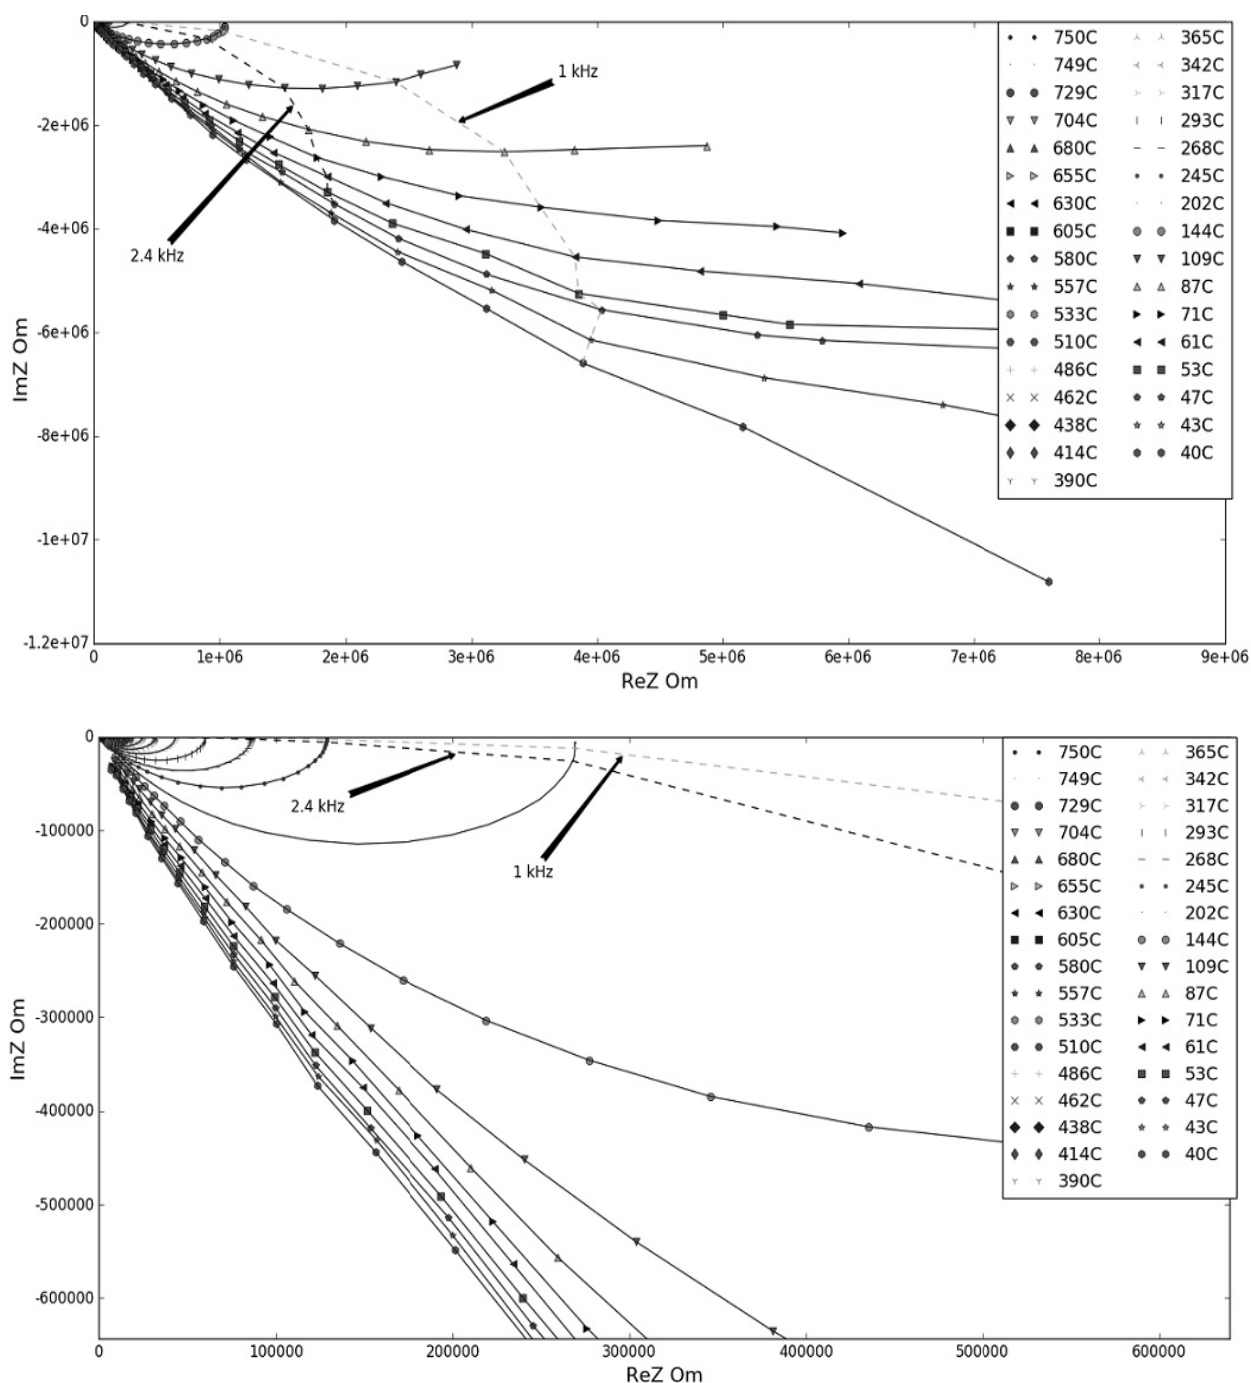 0
-2e+06
-4e+06
-6e+06
-8e+06
-1e+07
-1.2e+07
ImZ Om
1 kHz
2.4 kHz
750C 365C
749C 342C
729C 317C
704C 293C
680C 268C
655C 245C
630C 202C
605C 144C
580C 109C
557C 87C
533C 71C
510C 61C
486C 53C
462C 47C
438C 43C
414C 40C
390C
0 1e+06 2e+06 3e+06 4e+06 5e+06 6e+06 7e+06 8e+06 9e+06
ReZ Om
0
-100000
-200000
-300000
-400000
-500000
-600000
ImZ Om
2.4 kHz
1 kHz
750C 365C
749C 342C
729C 317C
704C 293C
680C 268C
655C 245C
630C 202C
605C 144C
580C 109C
557C 87C
533C 71C
510C 61C
486C 53C
462C 47C
438C 43C
414C 40C
390C
0 100000 200000 300000 400000 500000 600000
ReZ Om